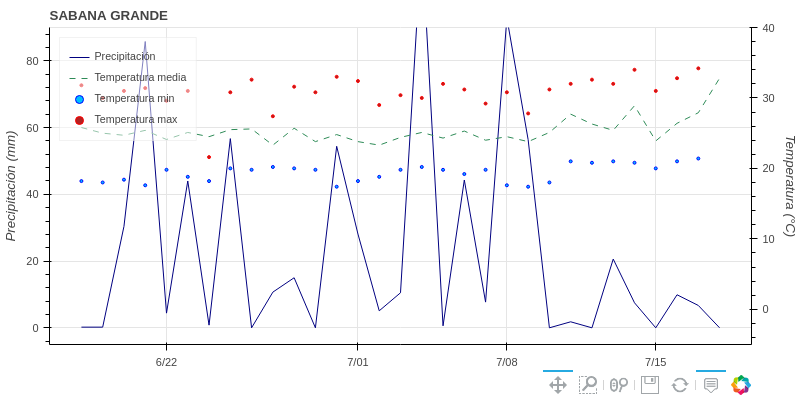 SABANA GRANDE
Precipitación
Temperatura media
Temperatura min
Temperatura max
80
60
40
20
0
Precipitación (mm)
40
30
20
10
0
Temperatura (°C)
6/22
7/01
7/08
7/15